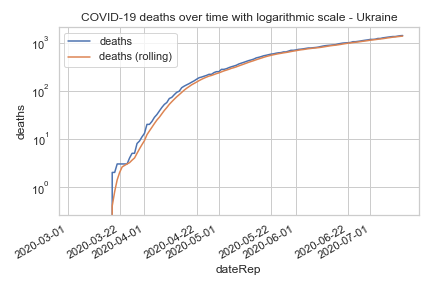 COVID-19 deaths over time with logarithmic scale - Ukraine
deaths
deaths (rolling)
10³
10²
10¹
10⁰
deaths
2020-03-01
2020-03-22
2020-04-01
2020-04-22
2020-05-01
2020-05-22
2020-06-01
2020-06-22
2020-07-01
dateRep